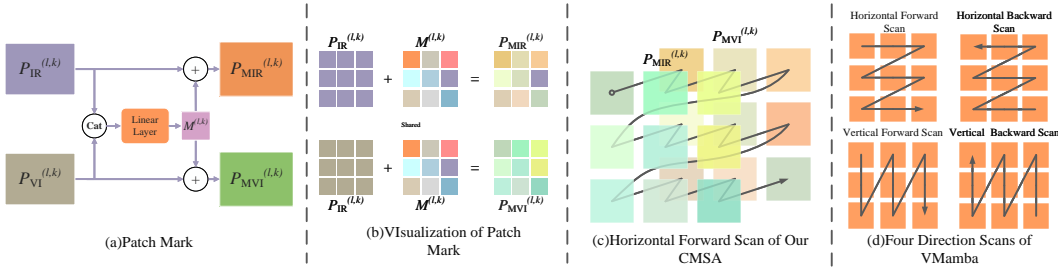 P_IR^(l,k)
P_MIR^(l,k)
Cat
Linear
Layer
M^(l,k)
P_VI^(l,k)
P_MVI^(l,k)
(a)Patch Mark
P_IR^(l,k)
M^(l,k)
P_MIR^(l,k)
+
=
Shared
+
=
P_IR^(l,k)
M^(l,k)
P_MVI^(l,k)
(b)VIsualization of Patch
Mark
P_MVI^(l,k)
P_MIR^(l,k)
(c)Horizontal Forward Scan of Our
CMSA
Horizontal Forward
Scan
Horizontal Backward
Scan
Vertical Forward Scan
Vertical Backward Scan
(d)Four Direction Scans of
VMamba